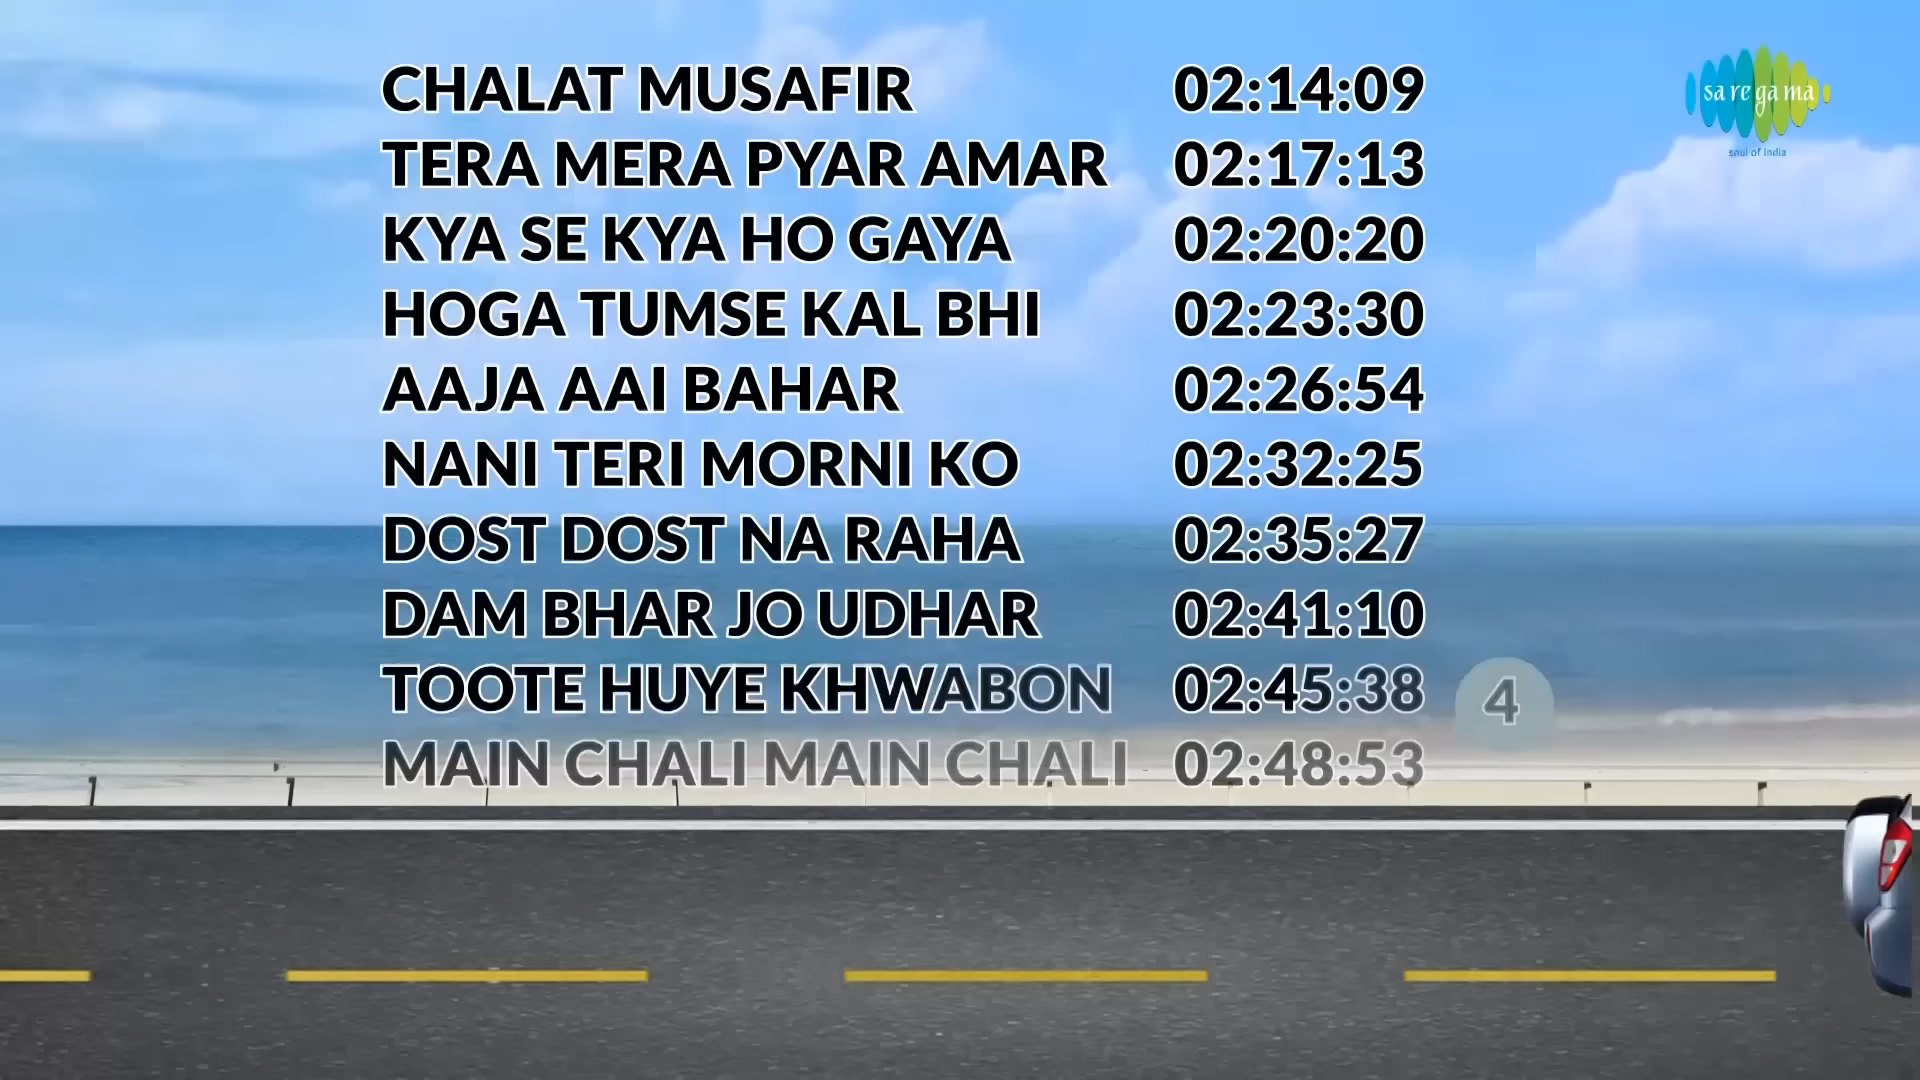 CHALAT MUSAFIR 02:14:09
TERA MERA PYAR AMAR 02:17:13
KYA SE KYA HO GAYA 02:20:20
HOGA TUMSE KAL BHI 02:23:30
AAJA AAI BAHAR 02:26:54
NANI TERI MORNI KO 02:32:25
DOST DOST NA RAHA 02:35:27
DAM BHAR JO UDHAR 02:41:10
TOOTE HUYE KHWABON 02:45:38
4
MAIN CHALI MAIN CHALI 02:48:53
sa re ga ma
soul of india